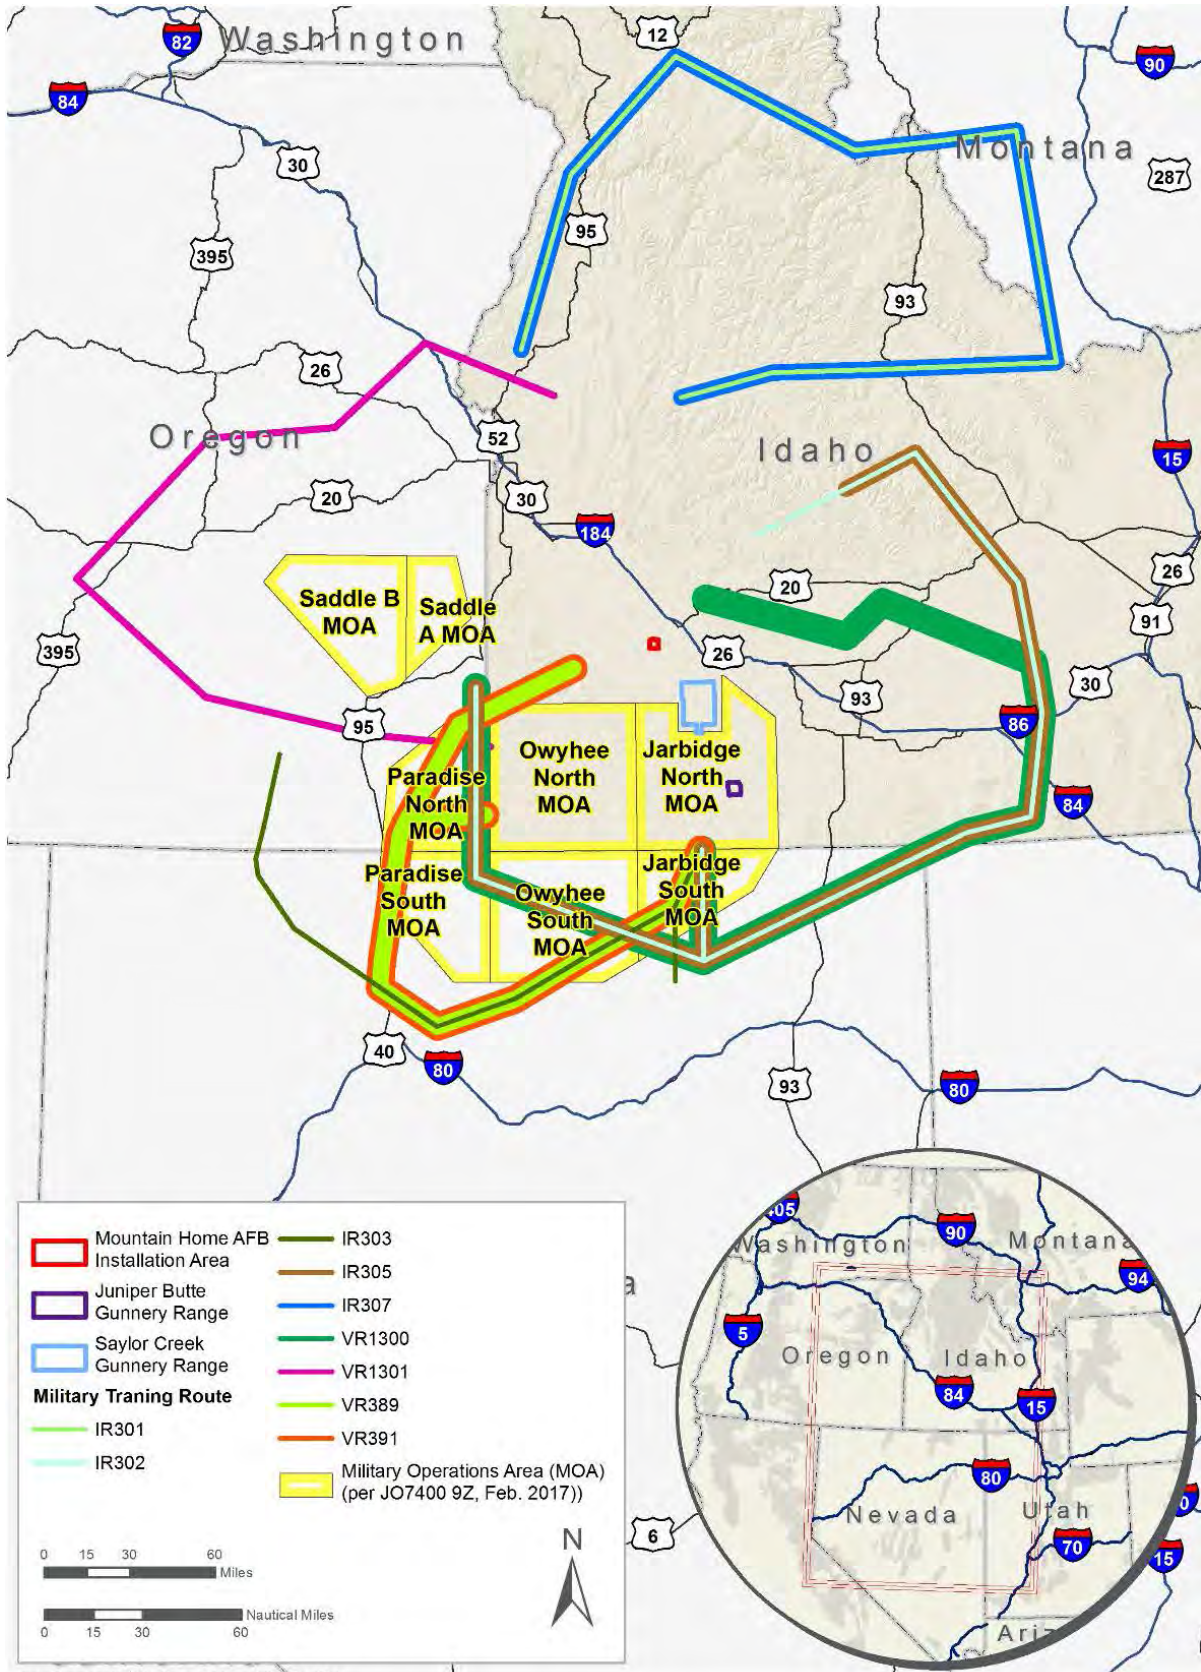 12
82
Washington
90
84
Montana
30
287
95
395
93
26
Oregon
52
Idaho
15
20
30
184
26
Saddle B
MOA
Saddle
A MOA
20
91
395
26
30
93
95
86
Owyhee
North
MOA
Jarbidge
North
MOA
Paradise
North
MOA
84
Paradise
South
MOA
Owyhee
South
MOA
Jarbidge
South
MOA
40
80
93
80
Mountain Home AFB
Installation Area
Juniper Butte
Gunnery Range
Saylor Creek
Gunnery Range
Military Traning Route
IR301
IR302
IR303
IR305
IR307
VR1300
VR1301
VR389
VR391
Military Operations Area (MOA)
(per JO7400 9Z, Feb. 2017))
0 15 30 60
Miles
Nautical Miles
0 15 30 60
N
a
6
405
90
Washington
Montana
94
5
Oregon
Idaho
84
15
80
Nevada
Utah
70
15
Ariz